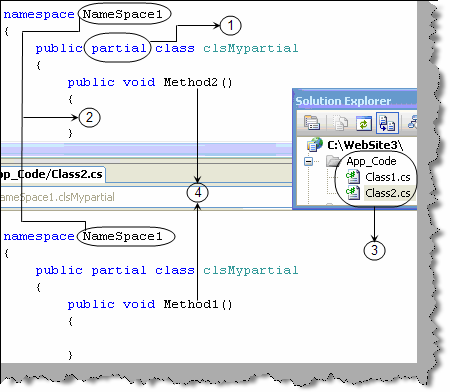 namespace NameSpace1
{
public partial class clsMypartial
{
public void Method2()
{
}
1
2
Solution Explorer
C:\WebSite3\
App_Code
Class1.cs
Class2.cs
3
4
pp_Code/Class2.cs
NameSpace1.clsMypartial
namespace NameSpace1
{
public partial class clsMypartial
{
public void Method1()
{
}